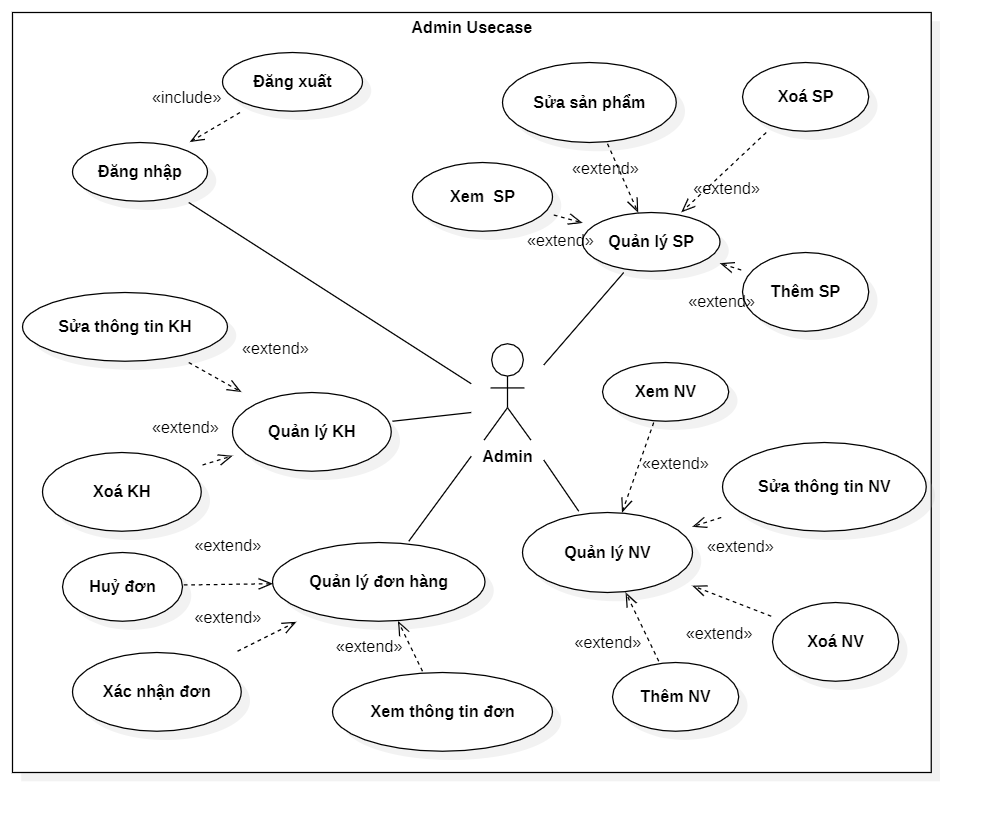 Admin Usecase
Đăng xuất
«include»
Đăng nhập
Sửa sản phẩm
Xoá SP
«extend»
«extend»
Xem  SP
«extend»
Quản lý SP
Thêm SP
«extend»
Sửa thông tin KH
«extend»
Quản lý KH
«extend»
Xoá KH
Admin
Xem NV
«extend»
Sửa thông tin NV
«extend»
Quản lý NV
«extend»
Huỷ đơn
Quản lý đơn hàng
«extend»
«extend»
«extend»
«extend»
Xoá NV
Xác nhận đơn
Xem thông tin đơn
Thêm NV